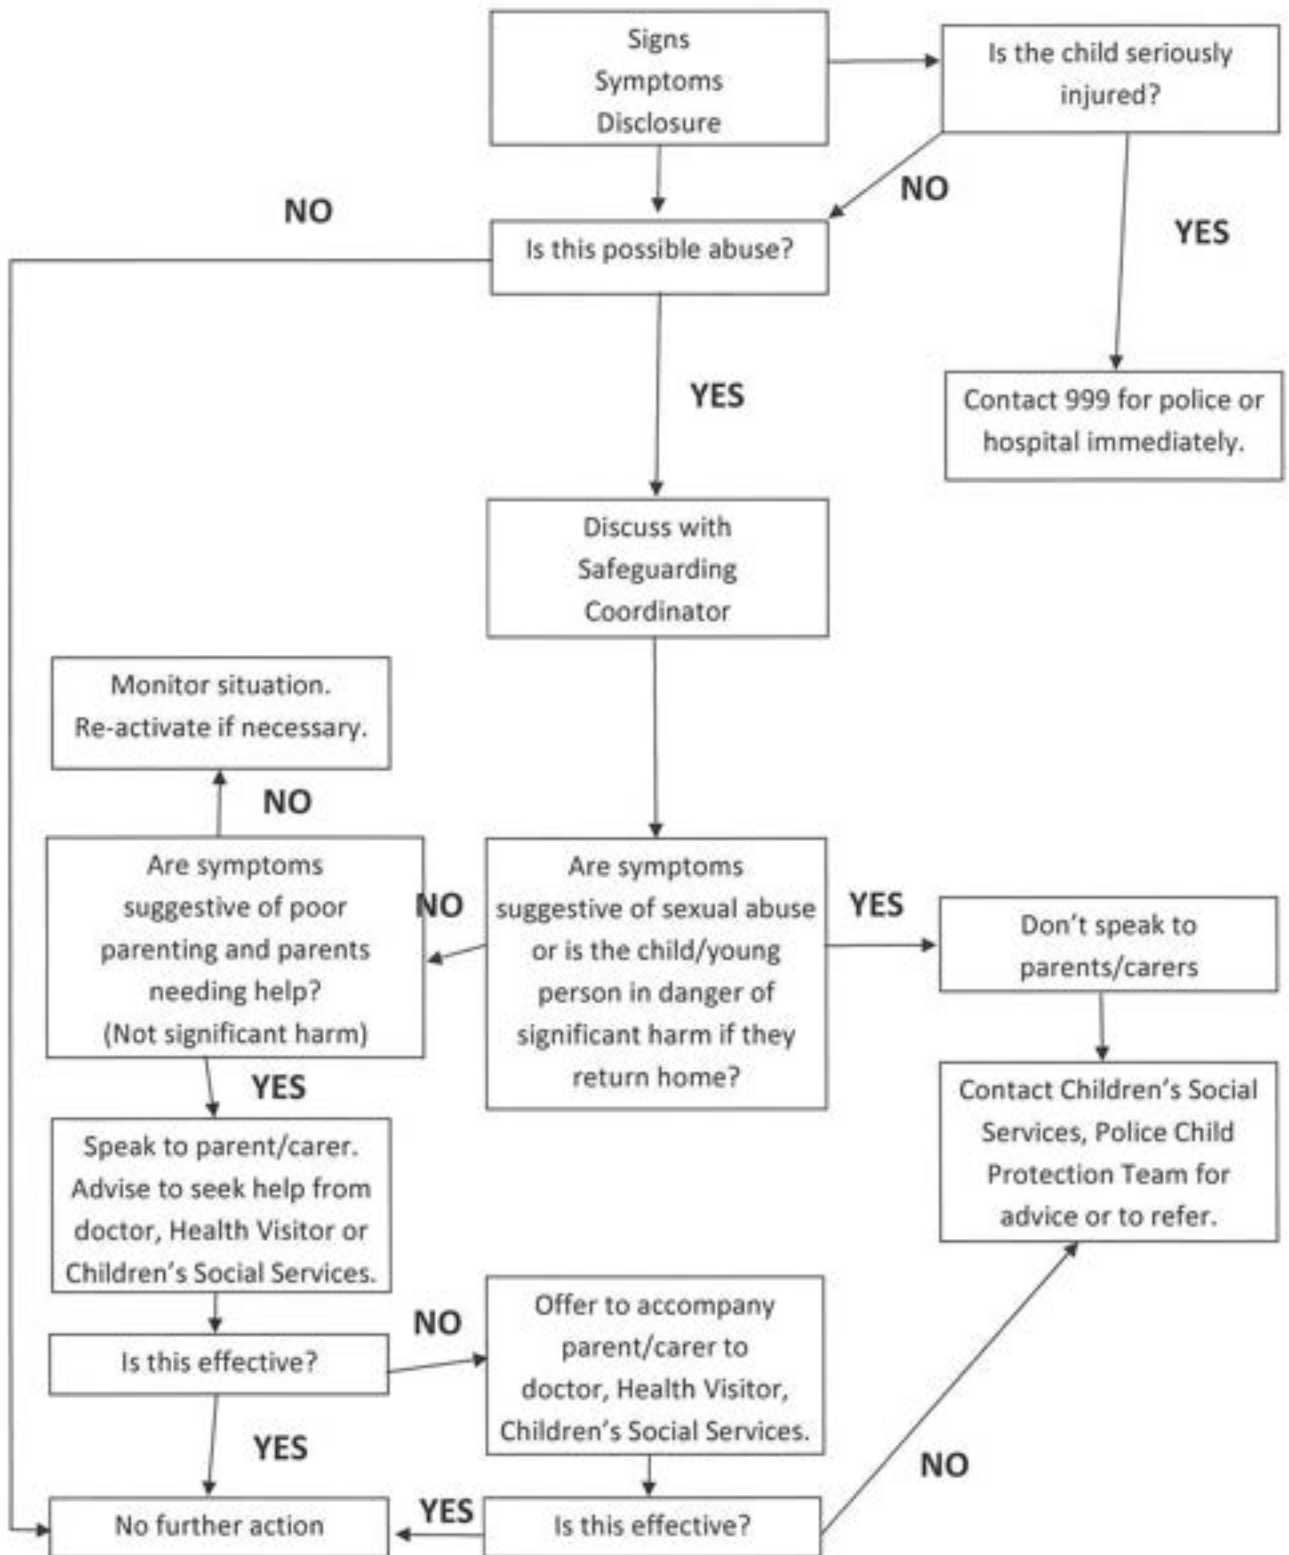 Signs
Symptoms
Disclosure
Is the child seriously
injured?
NO
NO
YES
Is this possible abuse?
YES
Contact 999 for police or
hospital immediately.
Discuss with
Safeguarding
Coordinator
Monitor situation.
Re-activate if necessary.
NO
Are symptoms
suggestive of poor
parenting and parents
needing help?
(Not significant harm)
NO
Are symptoms
suggestive of sexual abuse
or is the child/young
person in danger of
significant harm if they
return home?
YES
Don't speak to
parents/carers
YES
Contact Children's Social
Services, Police Child
Protection Team for
advice or to refer.
Speak to parent/carer.
Advise to seek help from
doctor, Health Visitor or
Children's Social Services.
NO
Offer to accompany
parent/carer to
doctor, Health Visitor,
Children's Social Services.
Is this effective?
YES
NO
No further action
YES
Is this effective?